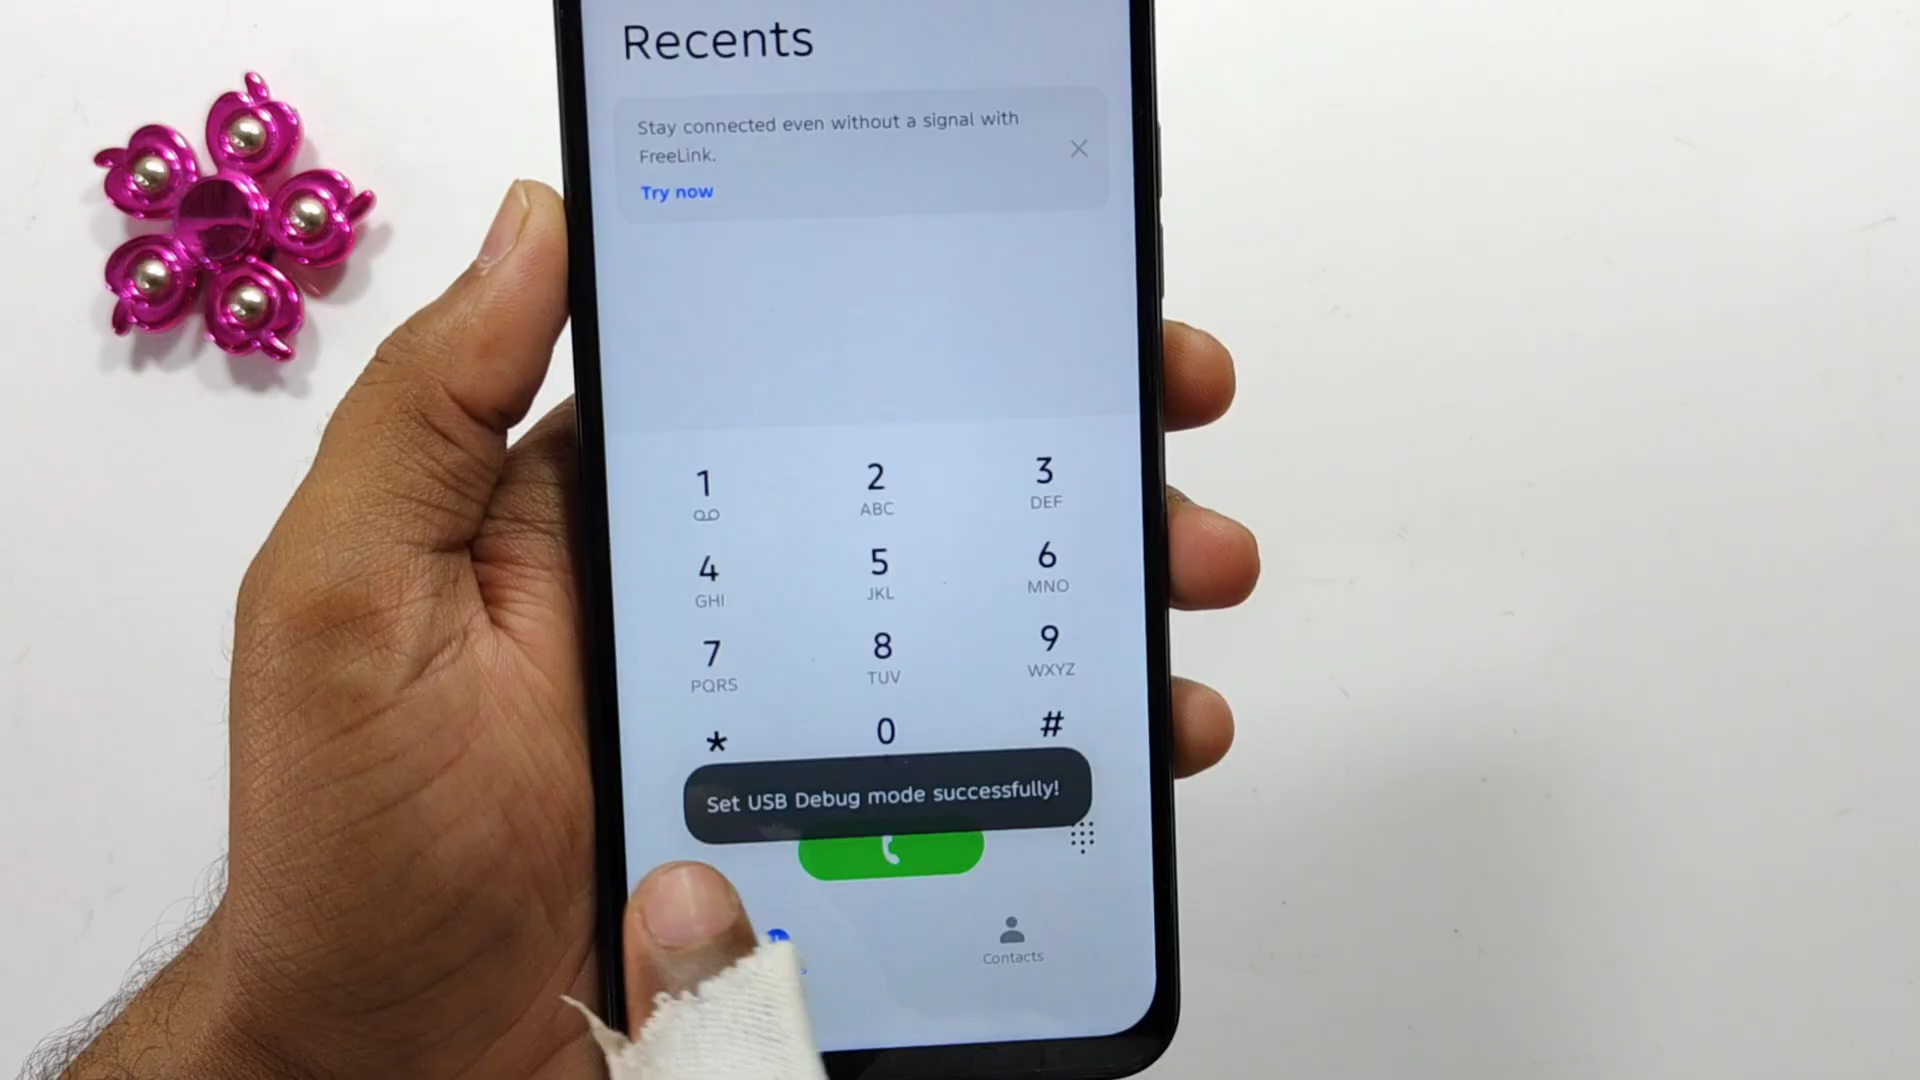 Recents
Stay connected even without a signal with
FreeLink.
Try now
1
2
ABC
3
DEF
4
GHI
5
JKL
6
MNO
7
PQRS
8
TUV
9
WXYZ
*
0
#
Set USB Debug mode successfully!
Contacts